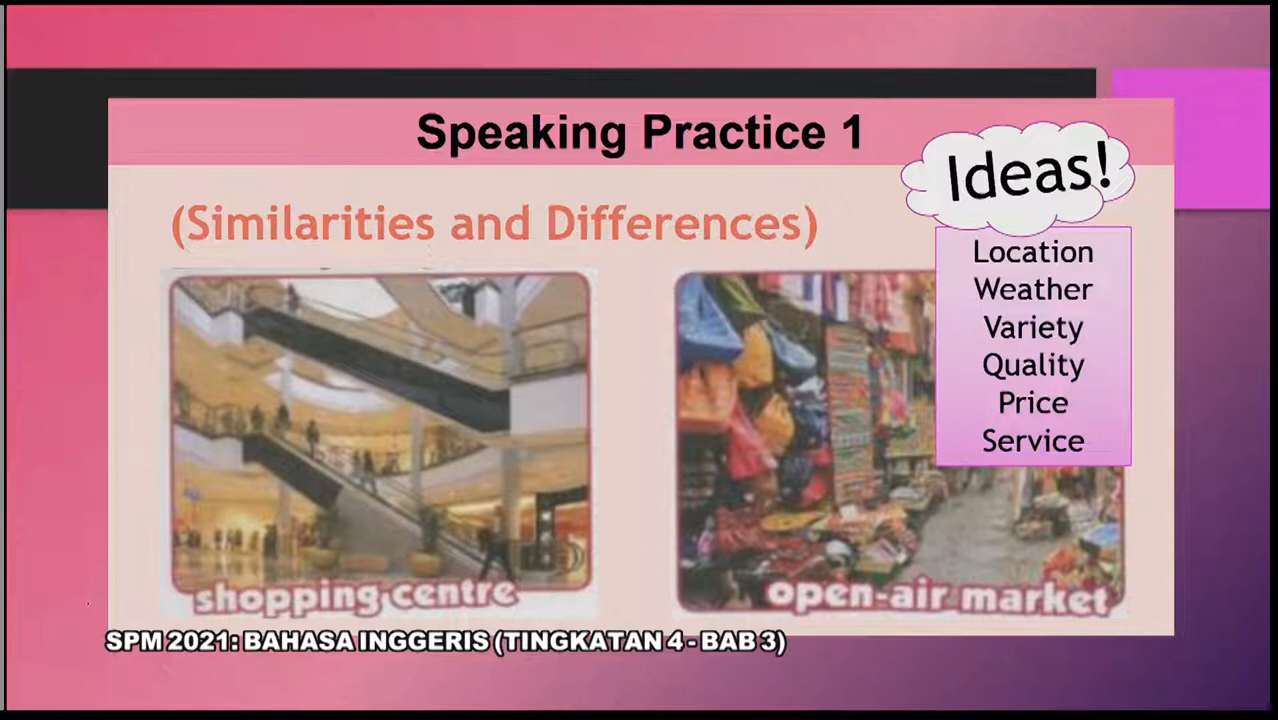 Speaking Practice 1
Ideas!
(Similarities and Differences)
Location
Weather
Variety
Quality
Price
Service
shopping centre
open-air market
SPM 2021: BAHASA INGGERIS (TINGKATAN 4 - BAB 3)